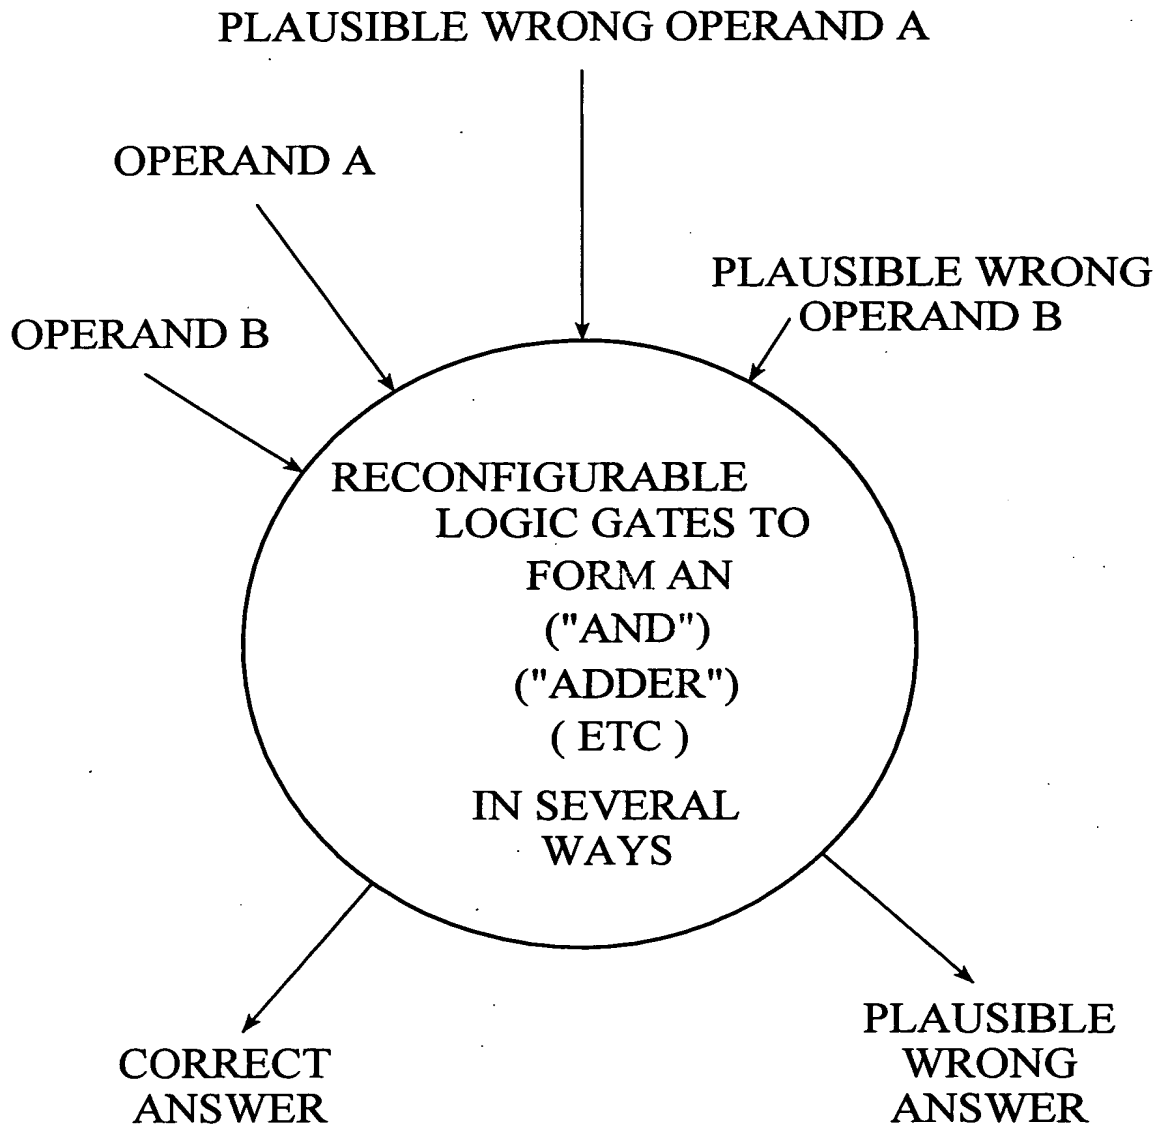 PLAUSIBLE WRONG OPERAND A
OPERAND A
PLAUSIBLE WRONG
OPERAND B
OPERAND B
RECONFIGURABLE
LOGIC GATES TO
FORM AN
("AND")
("ADDER")
( ETC )
IN SEVERAL
WAYS
CORRECT
ANSWER
PLAUSIBLE
WRONG
ANSWER